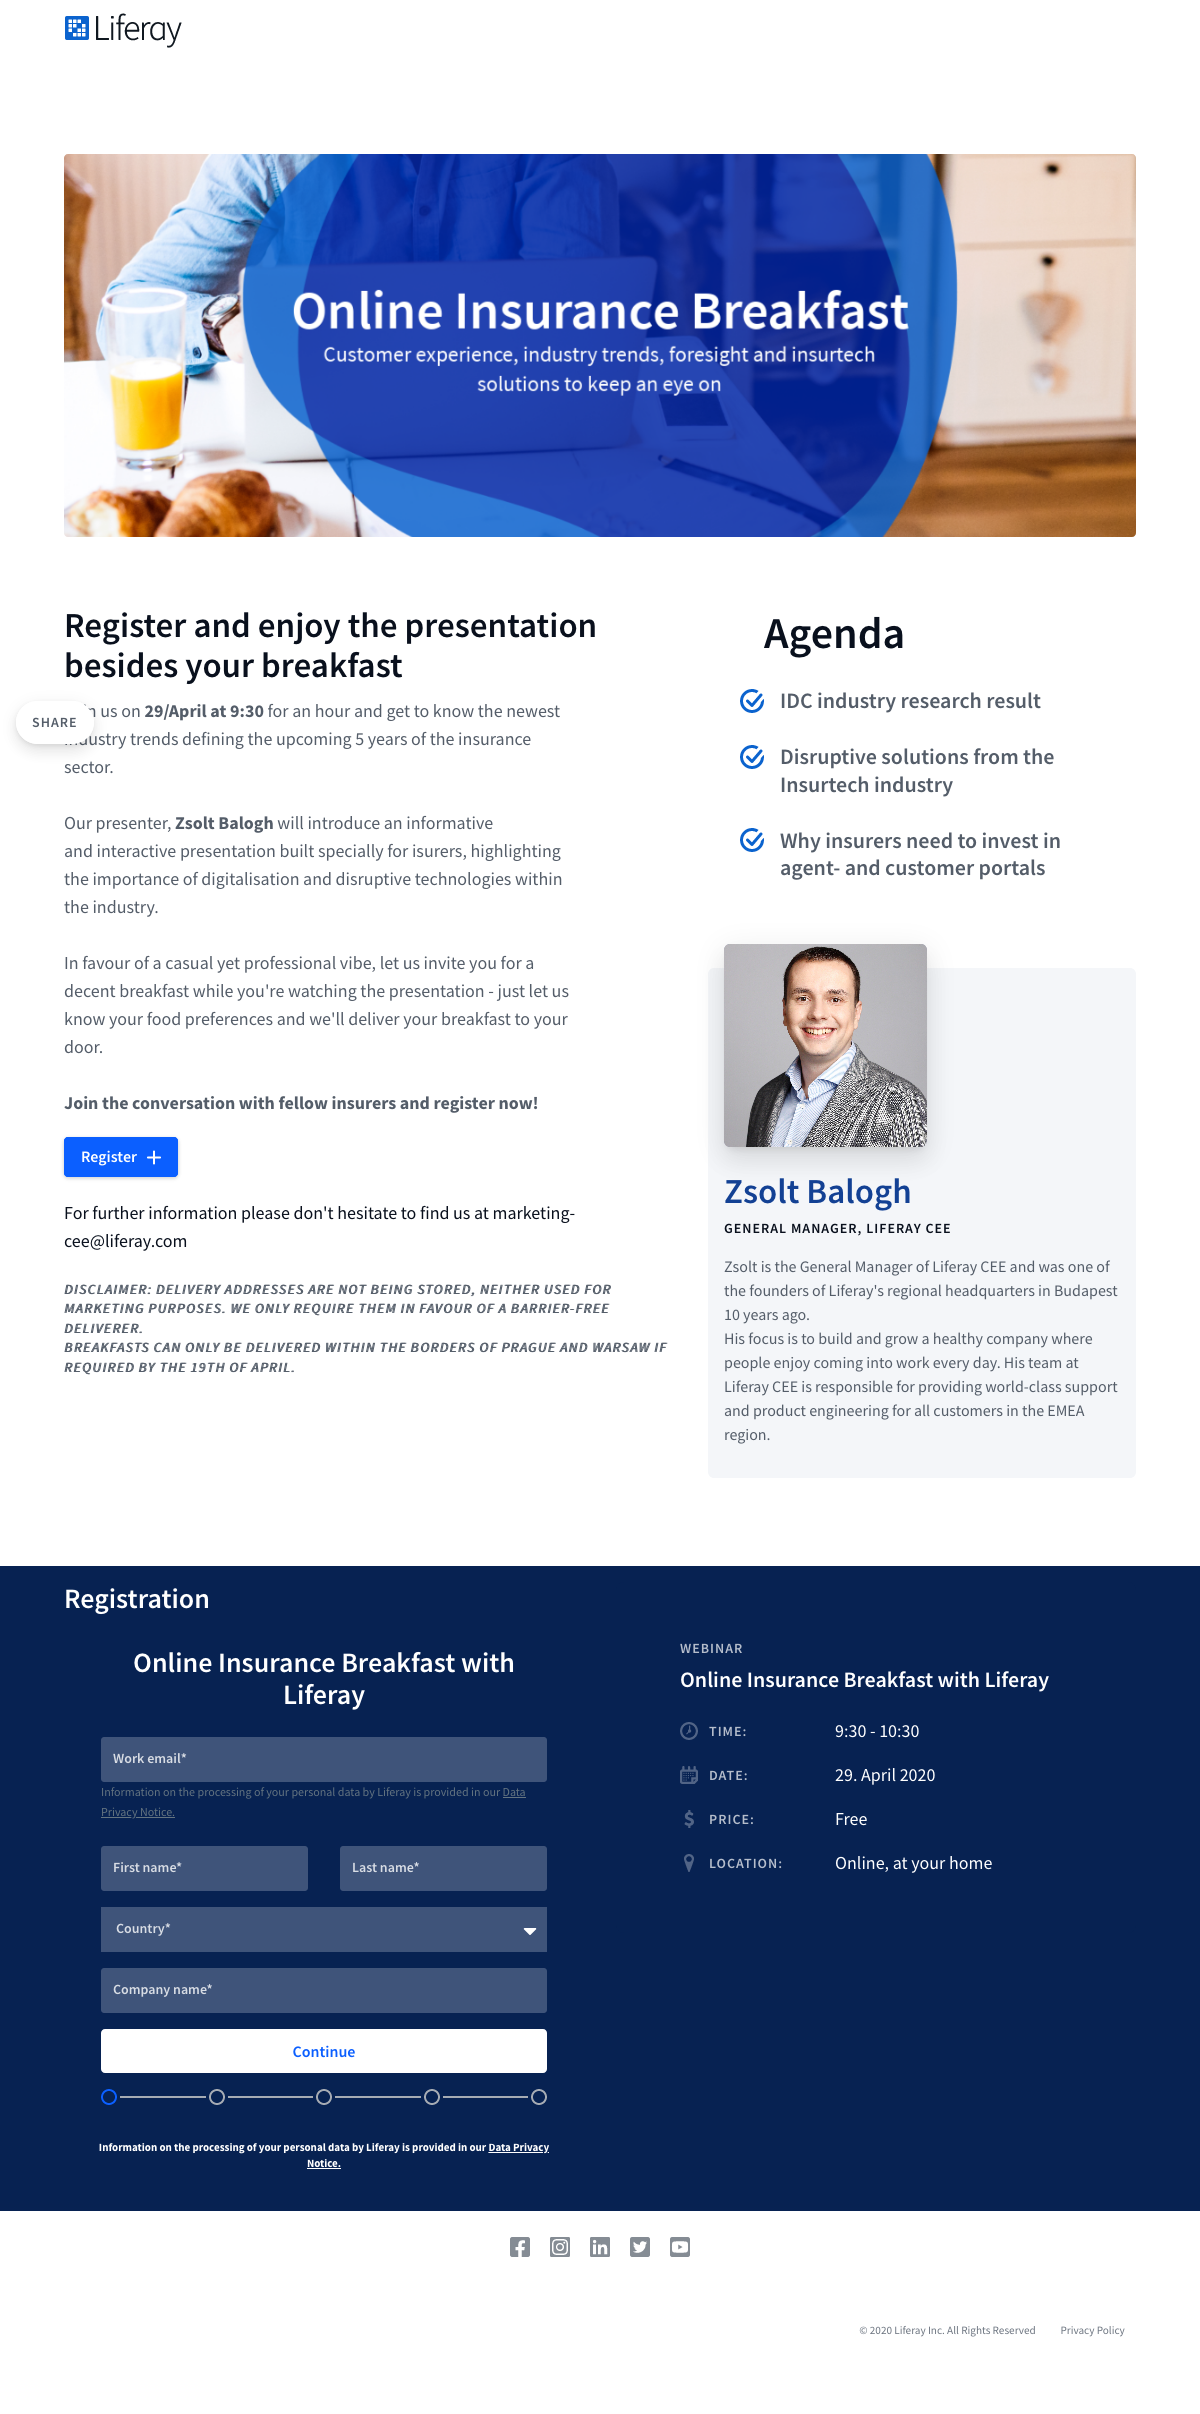 Liferay
Online Insurance Breakfast
Customer experience, industry trends, foresight and insurtech
solutions to keep an eye on
Register and enjoy the presentation
besides your breakfast
us on 29/April at 9:30 for an hour and get to know the newest
SHARE
industry trends defining the upcoming 5 years of the insurance
sector.
Our presenter, Zsolt Balogh will introduce an informative
and interactive presentation built specially for isurers, highlighting
the importance of digitalisation and disruptive technologies within
the industry.
In favour of a casual yet professional vibe, let us invite you for a
decent breakfast while you're watching the presentation - just let us
know your food preferences and we'll deliver your breakfast to your
door.
Join the conversation with fellow insurers and register now!
Register
For further information please don't hesitate to find us at marketing-
cee@liferay.com
DISCLAIMER: DELIVERY ADDRESSES ARE NOT BEING STORED, NEITHER USED FOR
MARKETING PURPOSES. WE ONLY REQUIRE THEM IN FAVOUR OF A BARRIER-FREE
DELIVERER.
BREAKFASTS CAN ONLY BE DELIVERED WITHIN THE BORDERS OF PRAGUE AND WARSAW IF
REQUIRED BY THE 19TH OF APRIL.
Agenda
IDC industry research result
Disruptive solutions from the
Insurtech industry
Why insurers need to invest in
agent- and customer portals
Zsolt Balogh
GENERAL MANAGER, LIFERAY CEE
Zsolt is the General Manager of Liferay CEE and was one of
the founders of Liferay's regional headquarters in Budapest
10 years ago.
His focus is to build and grow a healthy company where
people enjoy coming into work every day. His team at
Liferay CEE is responsible for providing world-class support
and product engineering for all customers in the EMEA
region.
Registration
Online Insurance Breakfast with
Liferay
Work email*
Information on the processing of your personal data by Liferay is provided in our Data
Privacy Notice.
First name*
Last name*
Country*
Company name*
Continue
Information on the processing of your personal data by Liferay is provided in our Data Privacy
Notice.
WEBINAR
Online Insurance Breakfast with Liferay
TIME: 9:30 - 10:30
DATE: 29. April 2020
PRICE: Free
LOCATION: Online, at your home
© 2020 Liferay Inc. All Rights Reserved Privacy Policy